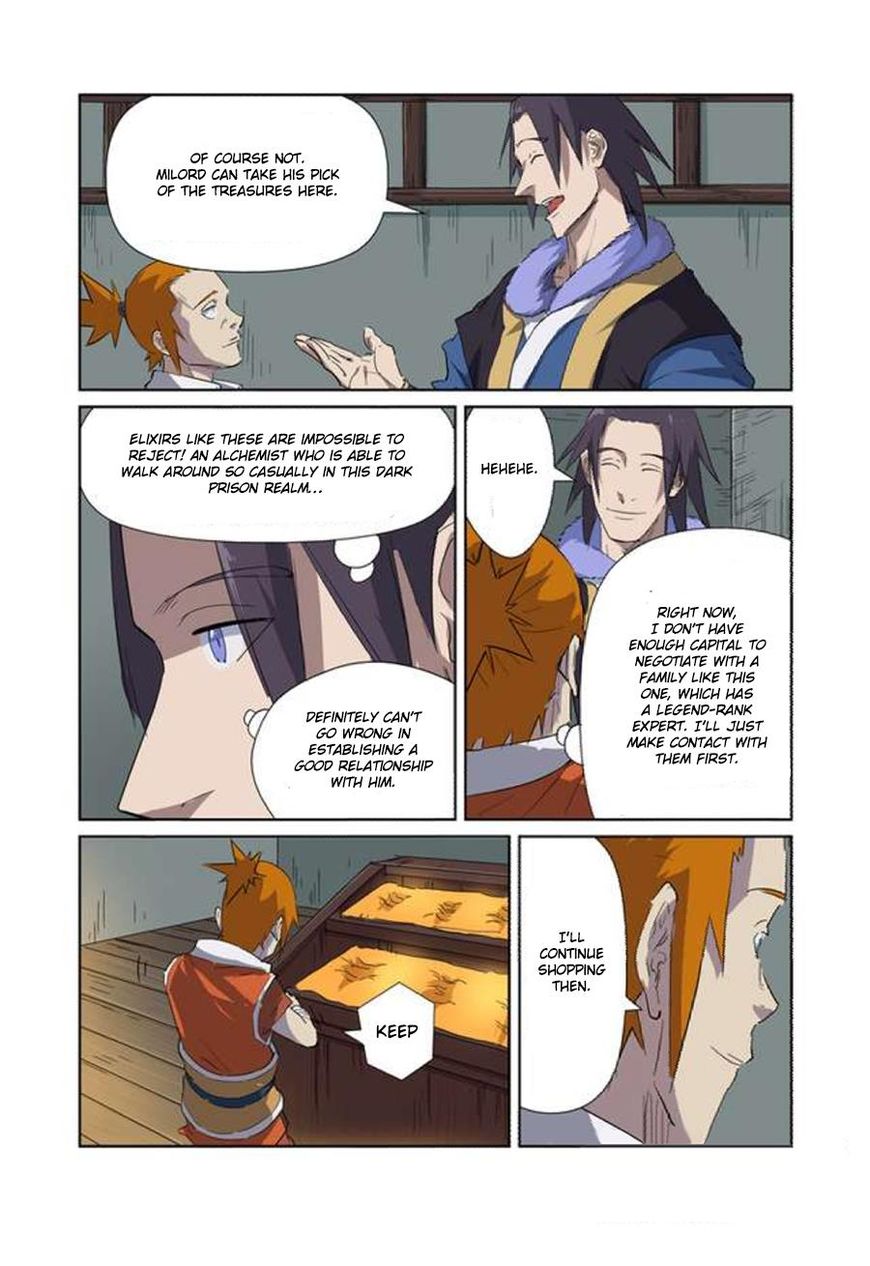 OF COURSE NOT.
MILORD CAN TAKE HIS PICK
OF THE TREASURES HERE.
ELIXIRS LIKE THESE ARE IMPOSSIBLE TO
REJECT! AN ALCHEMIST WHO IS ABLE TO
WALK AROUND SO CASUALLY IN THIS DARK
PRISON REALM...
DEFINITELY CAN'T
GO WRONG IN
ESTABLISHING A
GOOD RELATIONSHIP
WITH HIM.
HEHEHE.
RIGHT NOW,
I DON'T HAVE
ENOUGH CAPITAL TO
NEGOTIATE WITH A
FAMILY LIKE THIS
ONE, WHICH HAS
A LEGEND-RANK
EXPERT. I'LL JUST
MAKE CONTACT WITH
THEM FIRST.
KEEP
I'LL
CONTINUE
SHOPPING
THEN.